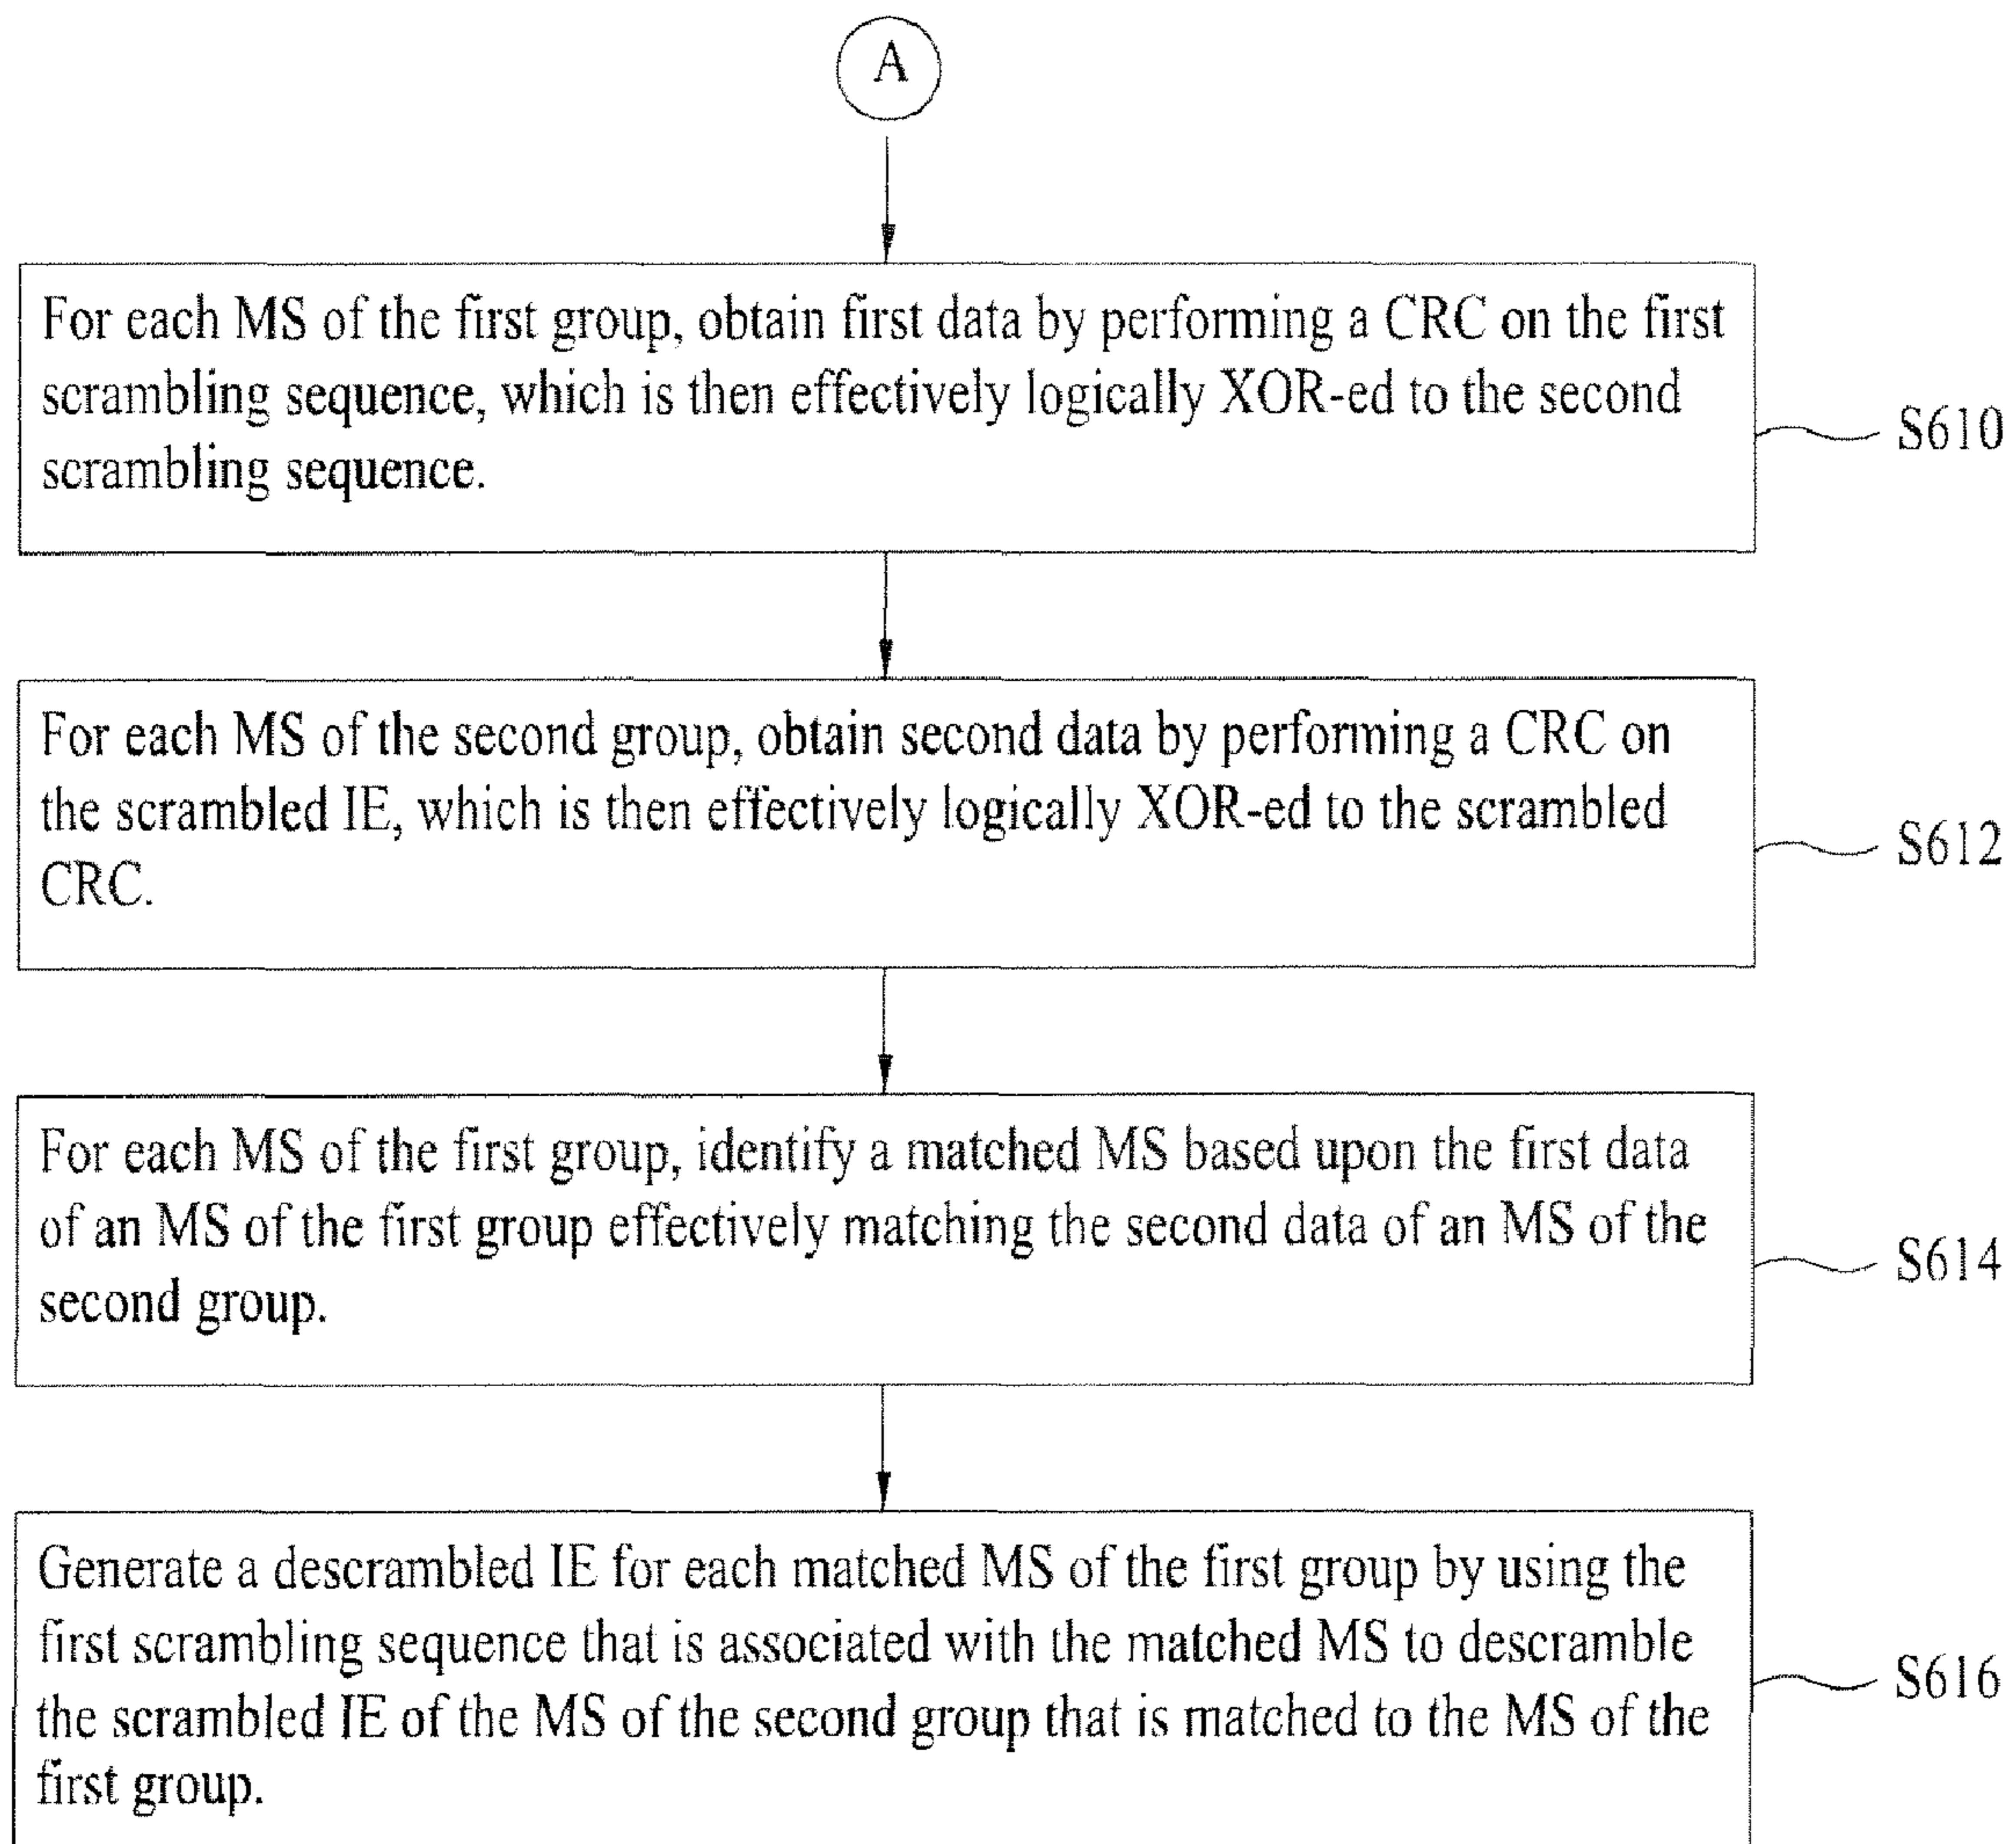 A
For each MS of the first group, obtain first data by performing a CRC on the first
scrambling sequence, which is then effectively logically XOR-ed to the second
scrambling sequence.
S610
For each MS of the second group, obtain second data by performing a CRC on
the scrambled IE, which is then effectively logically XOR-ed to the scrambled
CRC.
S612
For each MS of the first group, identify a matched MS based upon the first data
of an MS of the first group effectively matching the second data of an MS of the
second group.
S614
Generate a descrambled IE for each matched MS of the first group by using the
first scrambling sequence that is associated with the matched MS to descramble
the scrambled IE of the MS of the second group that is matched to the MS of the
first group.
S616